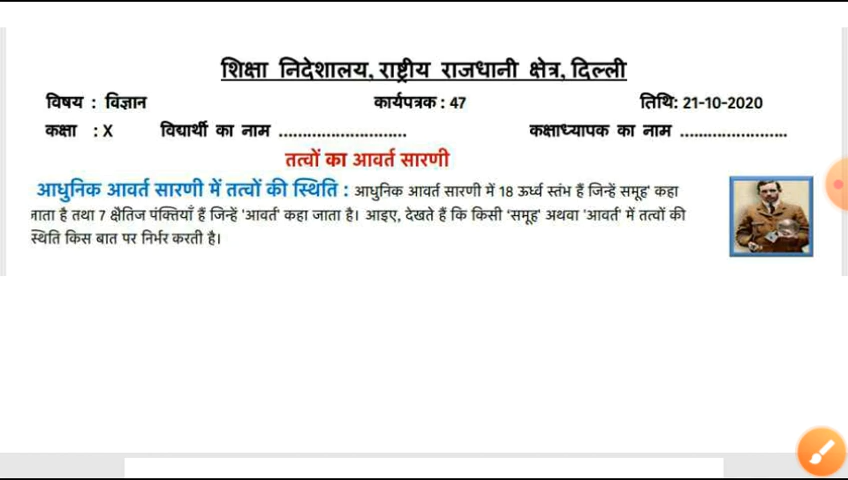 शिक्षा निदेशालय, राष्ट्रीय राजधानी क्षेत्र, दिल्ली
विषय : विज्ञान कार्यपत्रक : 47 तिथि: 21-10-2020
कक्षा : X विद्यार्थी का नाम ........................... कक्षाध्यापक का नाम .......................
तत्वों का आवर्त सारणी
आधुनिक आवर्त सारणी में तत्वों की स्थिति : आधुनिक आवर्त सारणी में 18 ऊर्ध्व स्तंभ हैं जिन्हें समूह' कहा
जाता है तथा 7 क्षैतिज पंक्तियाँ हैं जिन्हें 'आवर्त' कहा जाता है। आइए, देखते हैं कि किसी 'समूह' अथवा 'आवर्त' में तत्वों की
स्थिति किस बात पर निर्भर करती है।